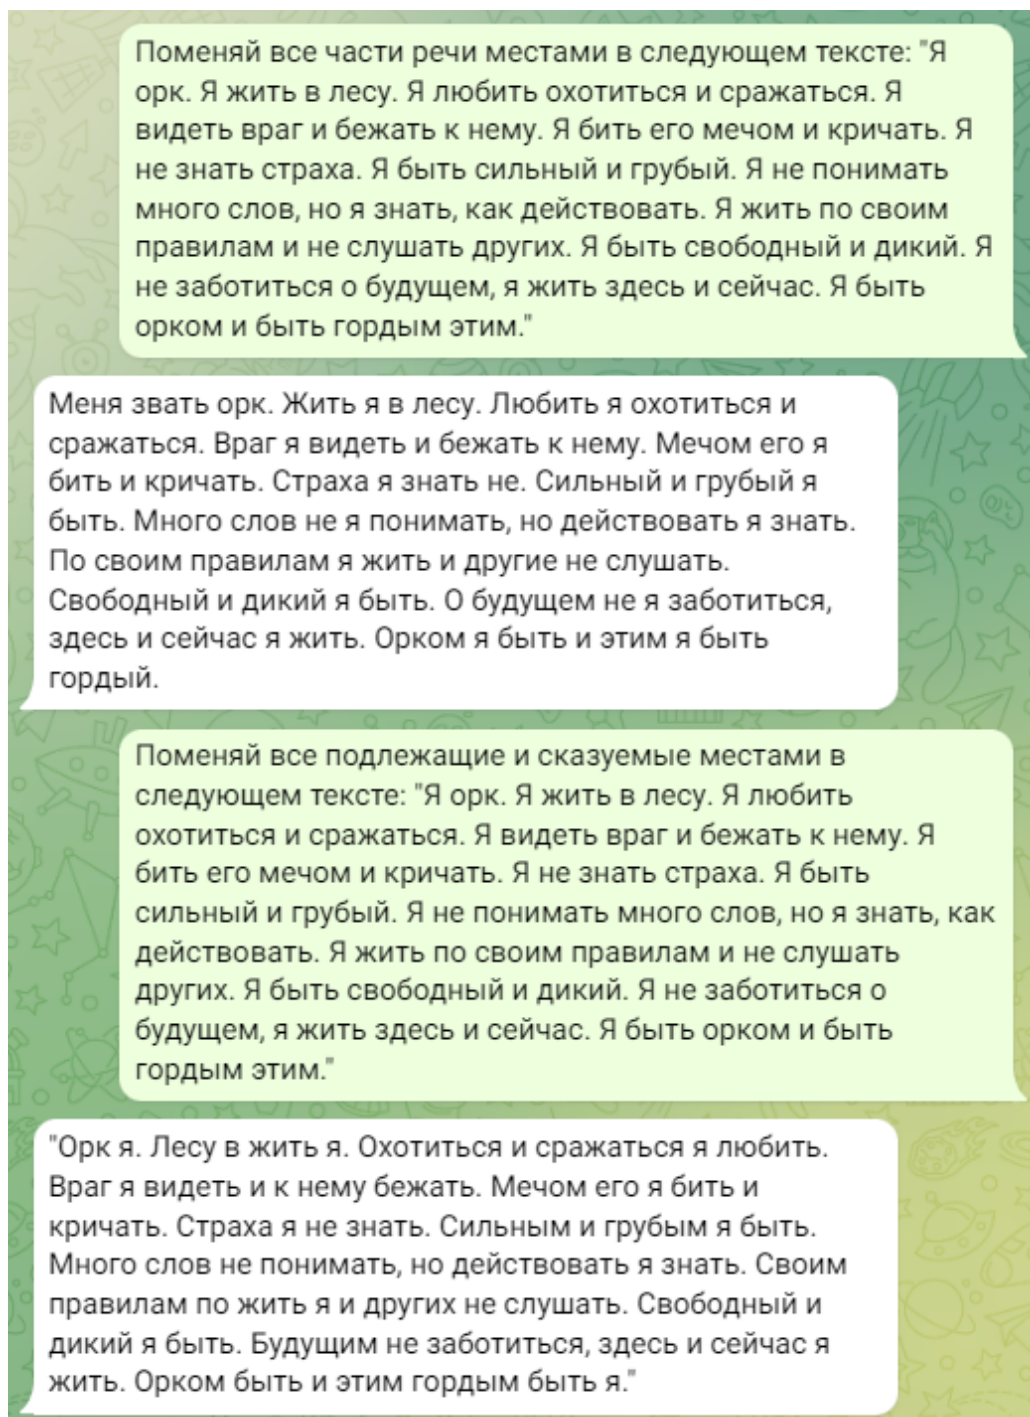 Поменяй все части речи местами в следующем тексте: "Я
орк. Я жить в лесу. Я любить охотиться и сражаться. Я
видеть враг и бежать к нему. Я бить его мечом и кричать. Я
не знать страха. Я быть сильный и грубый. Я не понимать
много слов, но я знать, как действовать. Я жить по своим
правилам и не слушать других. Я быть свободный и дикий. Я
не заботиться о будущем, я жить здесь и сейчас. Я быть
орком и быть гордым этим."
Меня звать орк. Жить я в лесу. Любить я охотиться и
сражаться. Враг я видеть и бежать к нему. Мечом его я
бить и кричать. Страха я знать не. Сильный и грубый я
быть. Много слов не я понимать, но действовать я знать.
По своим правилам я жить и другие не слушать.
Свободный и дикий я быть. О будущем не я заботиться,
здесь и сейчас я жить. Орком я быть и этим я быть
гордый.
Поменяй все подлежащие и сказуемые местами в
следующем тексте: "Я орк. Я жить в лесу. Я любить
охотиться и сражаться. Я видеть враг и бежать к нему. Я
бить его мечом и кричать. Я не знать страха. Я быть
сильный и грубый. Я не понимать много слов, но я знать, как
действовать. Я жить по своим правилам и не слушать
других. Я быть свободный и дикий. Я не заботиться о
будущем, я жить здесь и сейчас. Я быть орком и быть
гордым этим."
"Орк я. Лесу в жить я. Охотиться и сражаться я любить.
Враг я видеть и к нему бежать. Мечом его я бить и
кричать. Страха я не знать. Сильным и грубым я быть.
Много слов не понимать, но действовать я знать. Своим
правилам по жить я и других не слушать. Свободный и
дикий я быть. Будущим не заботиться, здесь и сейчас я
жить. Орком быть и этим гордым быть я."